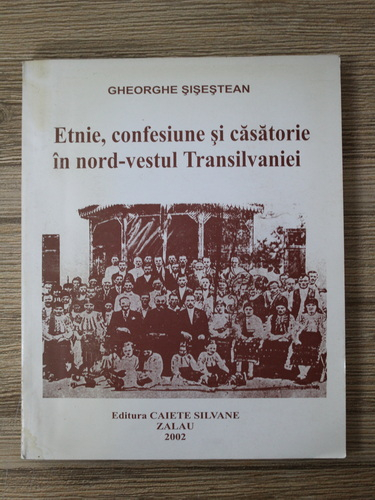 GHEORGHE ŞIŞEŞTEAN
Etnie, confesiune şi căsătorie
în nord-vestul Transilvaniei
Editura CAIETE SILVANE
ZALAU
2002